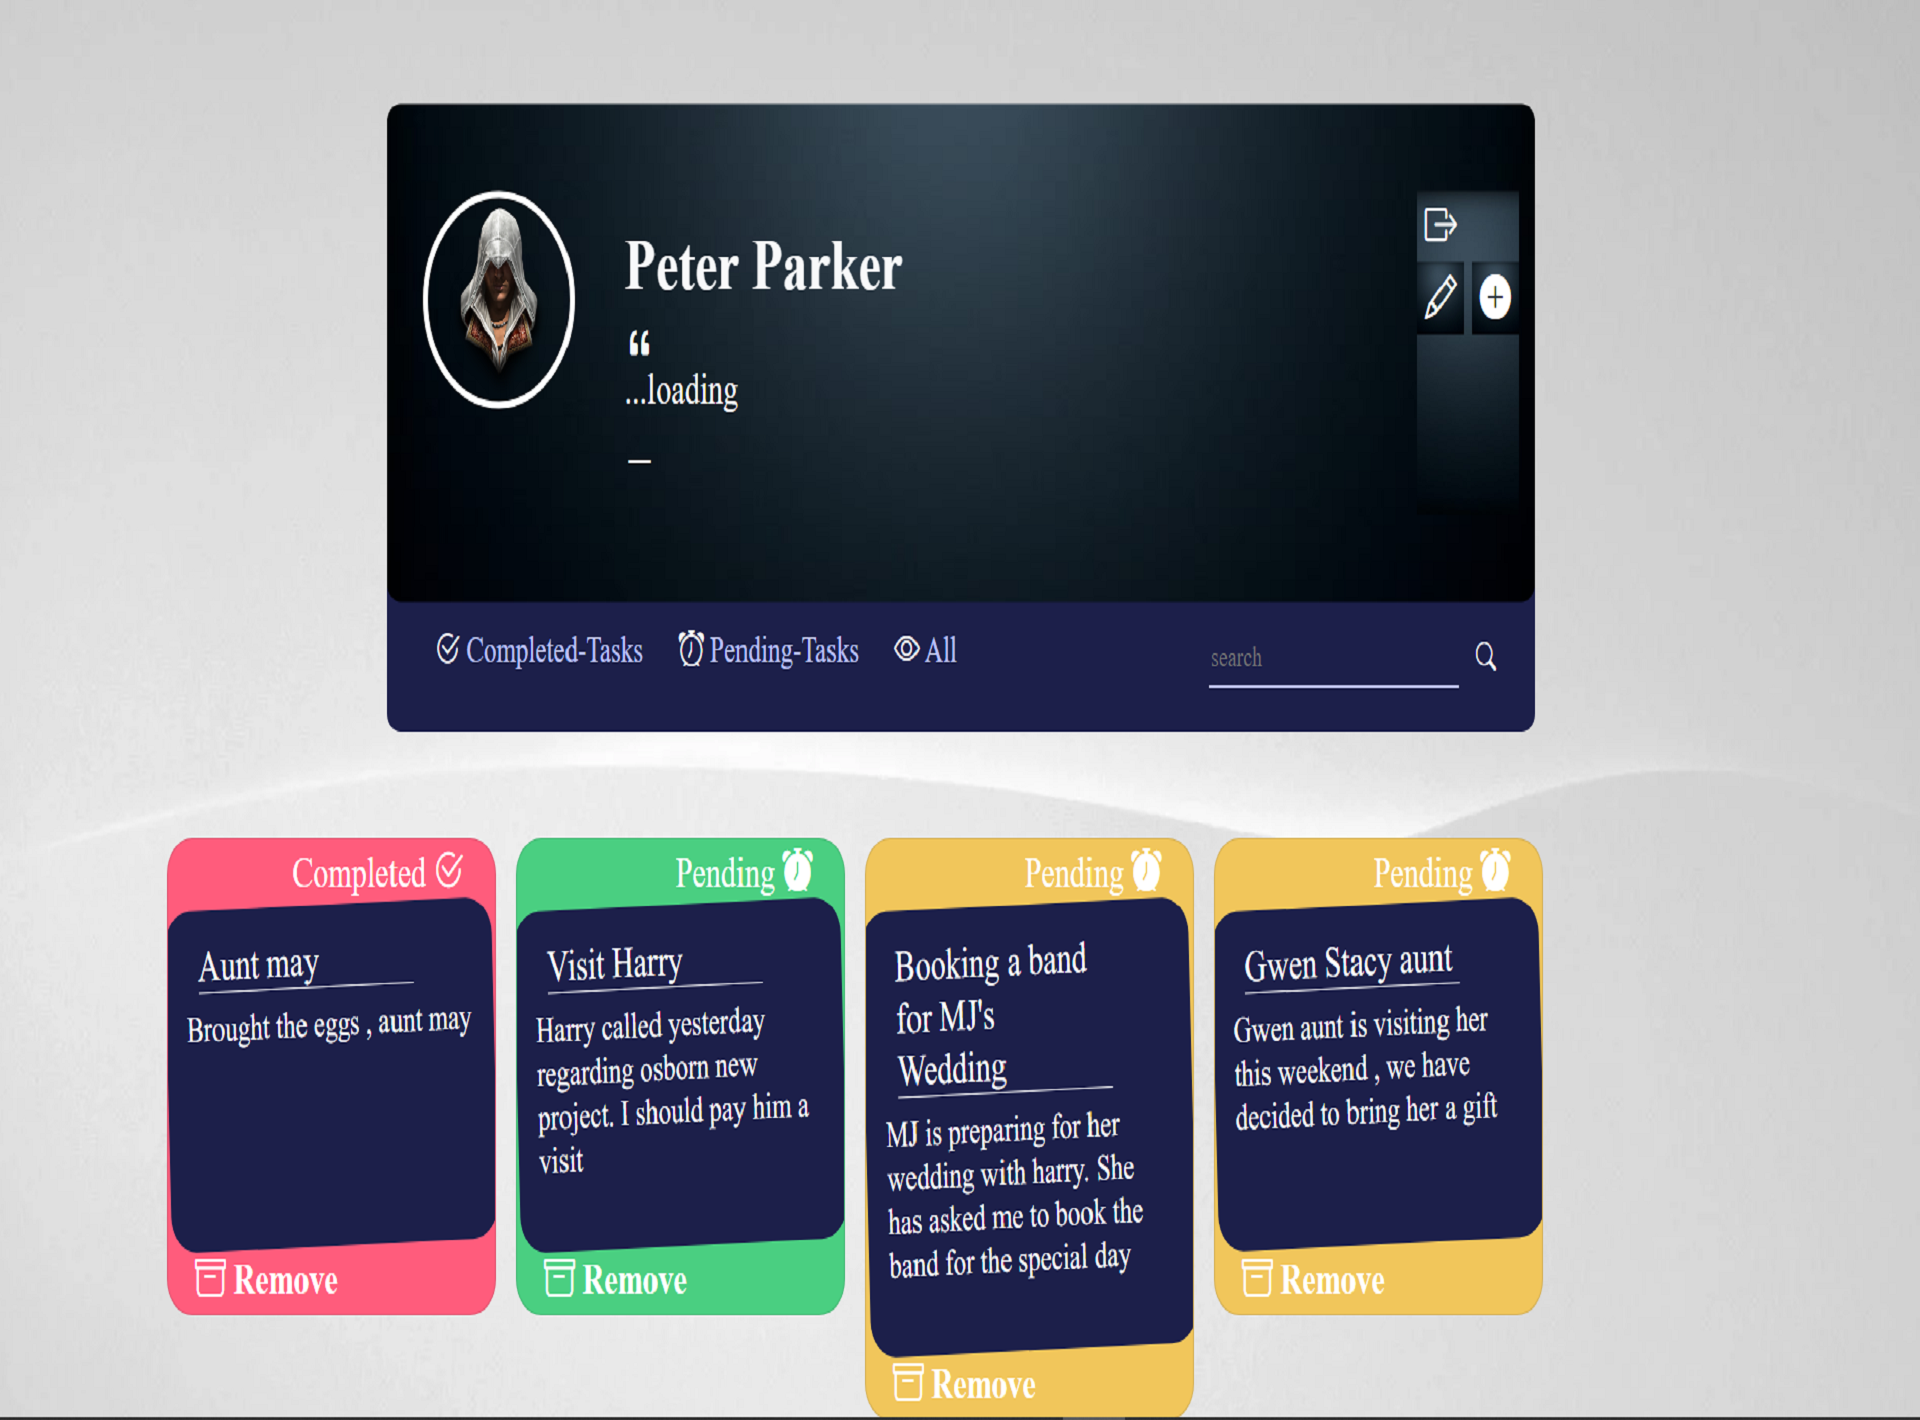 Peter Parker
“
...loading
—
Completed-Tasks Pending-Tasks All search
Completed
Aunt may
Brought the eggs , aunt may
Remove
Pending
Visit Harry
Harry called yesterday
regarding osborn new
project. I should pay him a
visit
Remove
Pending
Booking a band
for MJ's
Wedding
MJ is preparing for her
wedding with harry. She
has asked me to book the
band for the special day
Remove
Pending
Gwen Stacy aunt
Gwen aunt is visiting her
this weekend , we have
decided to bring her a gift
Remove